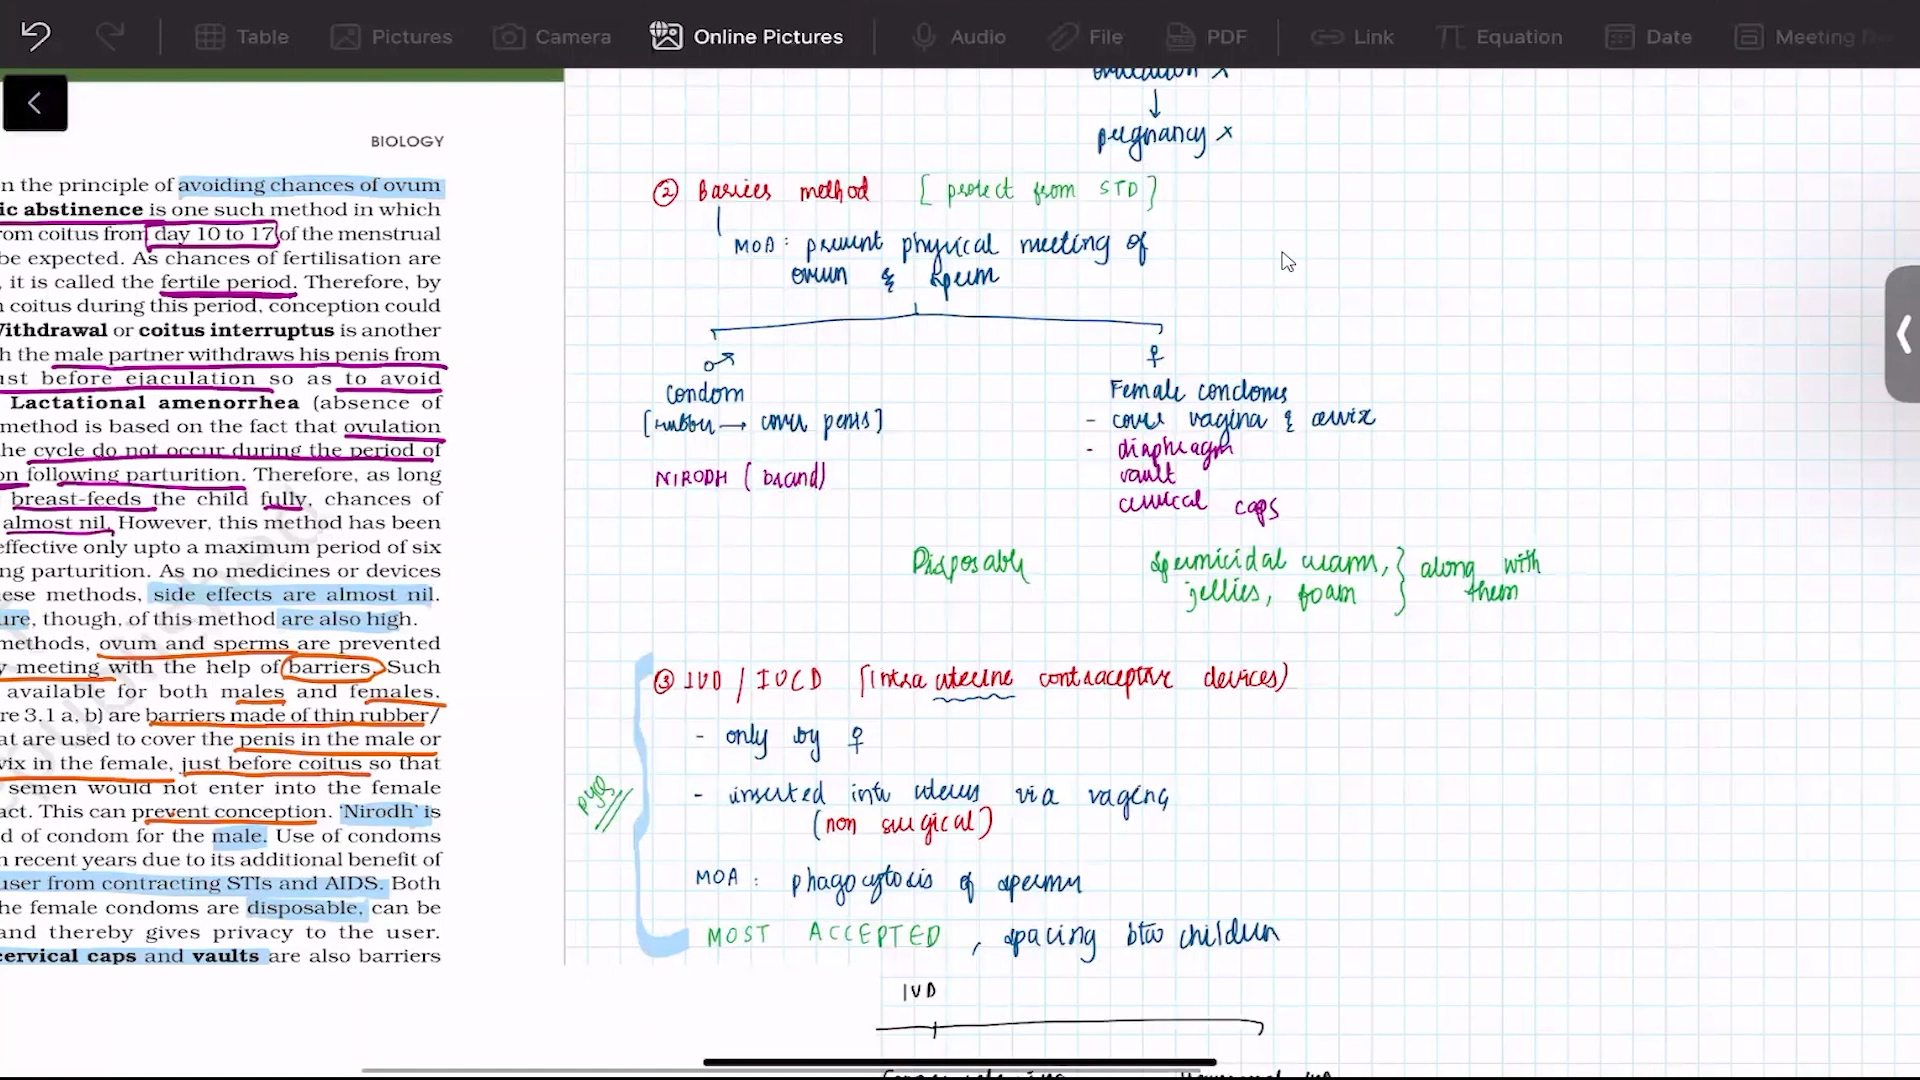 Table
Pictures
Camera
Online Pictures
Audio
File
PDF
Link
Equation
Date
Meeting
BIOLOGY
n the principle of avoiding chances of ovum
ic abstinence is one such method in which
om coitus from day 10 to 17 of the menstrual
be expected. As chances of fertilisation are
, it is called the fertile period. Therefore, by
n coitus during this period, conception could
Withdrawal or coitus interruptus is another
h the male partner withdraws his penis from
ust before ejaculation so as to avoid
Lactational amenorrhea (absence of
method is based on the fact that ovulation
he cycle do not occur during the period of
on following parturition. Therefore, as long
breast-feeds the child fully, chances of
almost nil. However, this method has been
effective only upto a maximum period of six
ng parturition. As no medicines or devices
hese methods, side effects are almost nil.
ure, though, of this method are also high.
methods, ovum and sperms are prevented
y meeting with the help of barriers. Such
available for both males and females.
re 3.1 a, b) are barriers made of thin rubber/
at are used to cover the penis in the male or
vix in the female, just before coitus so that
semen would not enter into the female
act. This can prevent conception. 'Nirodh' is
d of condom for the male. Use of condoms
n recent years due to its additional benefit of
user from contracting STIs and AIDS. Both
he female condoms are disposable, can be
and thereby gives privacy to the user.
cervical caps and vaults are also barriers
ovulation x
↓
pregnancy x
② Barrier method [protect from STD]
MOA : prevent physical meeting of
ovum & sperm
♂
Condom
[rubber → cover penis]
NIRODH (brand)
♀
Female condoms
- cover vagina & cervix
- diaphragm
vault
cervical caps
Disposable
spermicidal creams,
jellies, foam
} along with
them
③ IUD / IUCD (intra uterine contraceptive devices)
- only by ♀
- inserted into uterus via vagina
(non surgical)
PYQ
MOA : phagocytosis of sperms
MOST ACCEPTED , spacing btw children
IUD